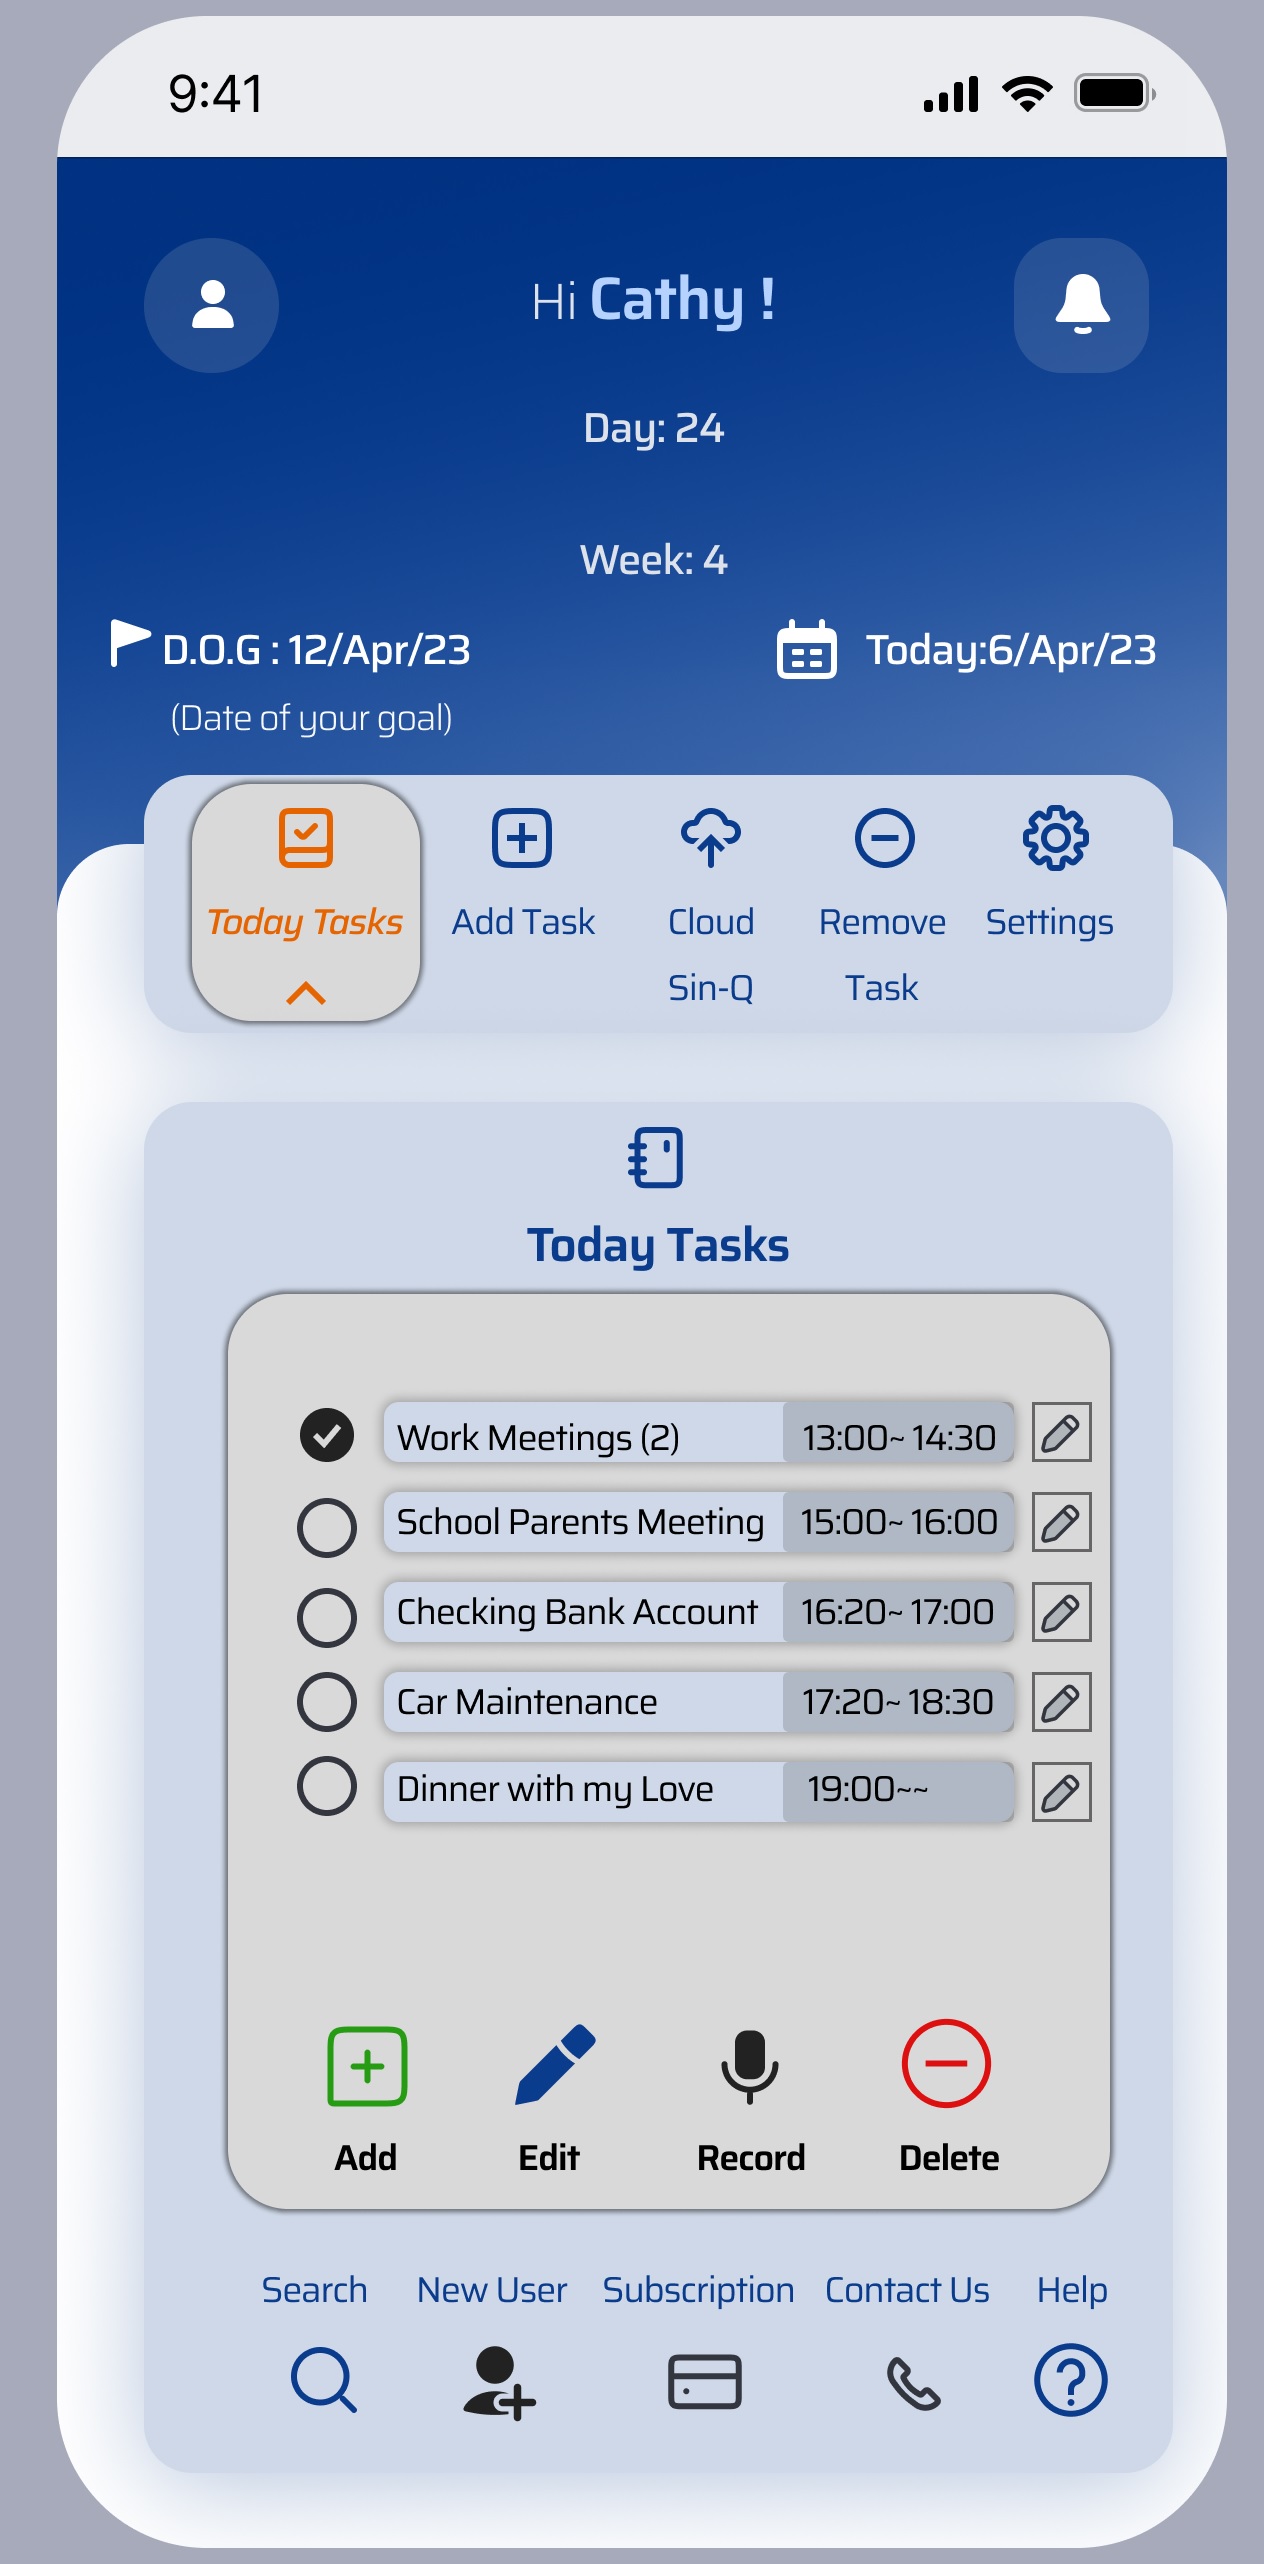 9:41
Hi Cathy !
Day: 24
Week: 4
D.O.G : 12/Apr/23
Today:6/Apr/23
(Date of your goal)
Today Tasks
Add Task
Cloud
Sin-Q
Remove
Task
Settings
Today Tasks
Work Meetings (2) 13:00~ 14:30
School Parents Meeting 15:00~ 16:00
Checking Bank Account 16:20~ 17:00
Car Maintenance 17:20~ 18:30
Dinner with my Love 19:00~~
Add Edit Record Delete
Search New User Subscription Contact Us Help